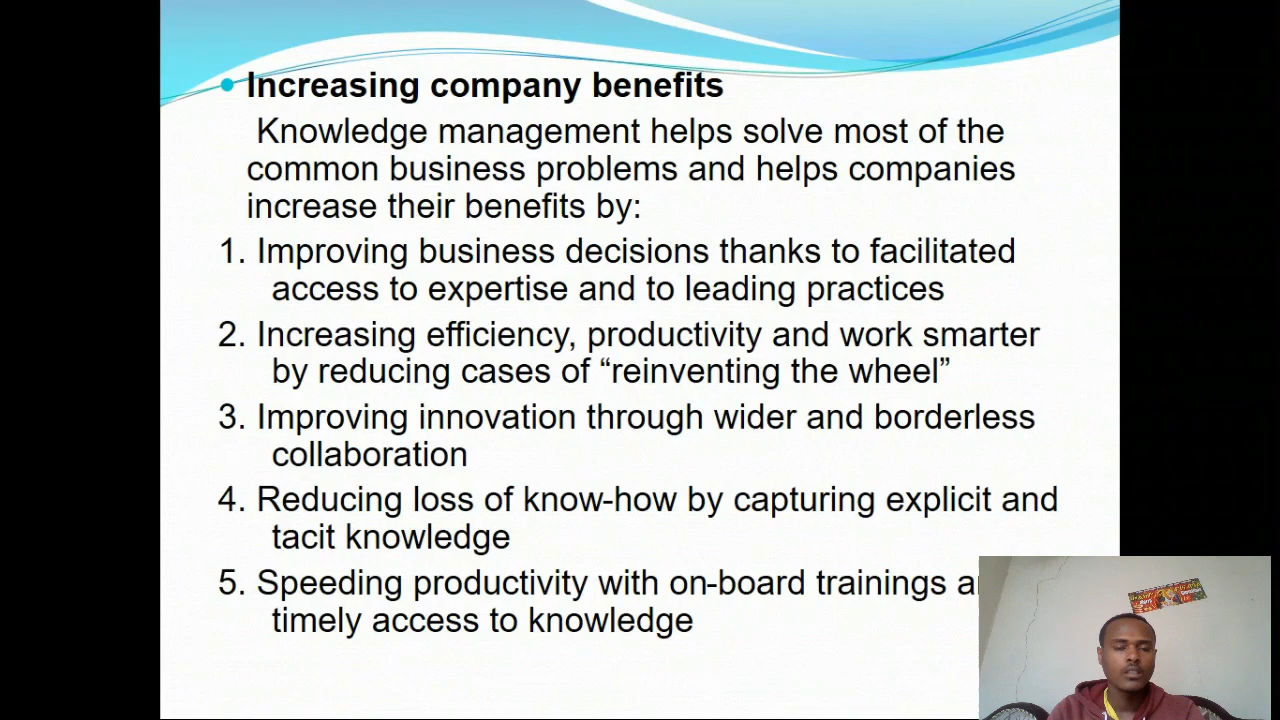 Increasing company benefits
Knowledge management helps solve most of the
common business problems and helps companies
increase their benefits by:
1. Improving business decisions thanks to facilitated
access to expertise and to leading practices
2. Increasing efficiency, productivity and work smarter
by reducing cases of “reinventing the wheel”
3. Improving innovation through wider and borderless
collaboration
4. Reducing loss of know-how by capturing explicit and
tacit knowledge
5. Speeding productivity with on-board trainings
timely access to knowledge